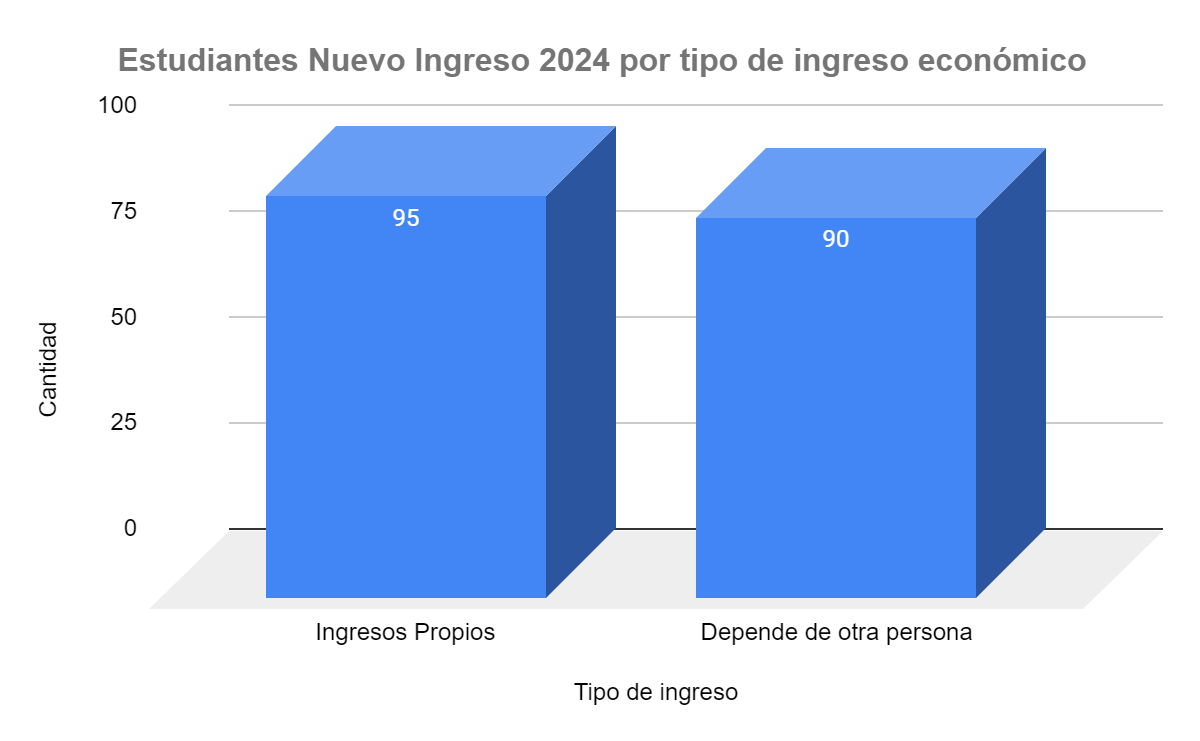 Estudiantes Nuevo Ingreso 2024 por tipo de ingreso económico
100
75
50
25
0
Cantidad
95
90
Ingresos Propios
Depende de otra persona
Tipo de ingreso